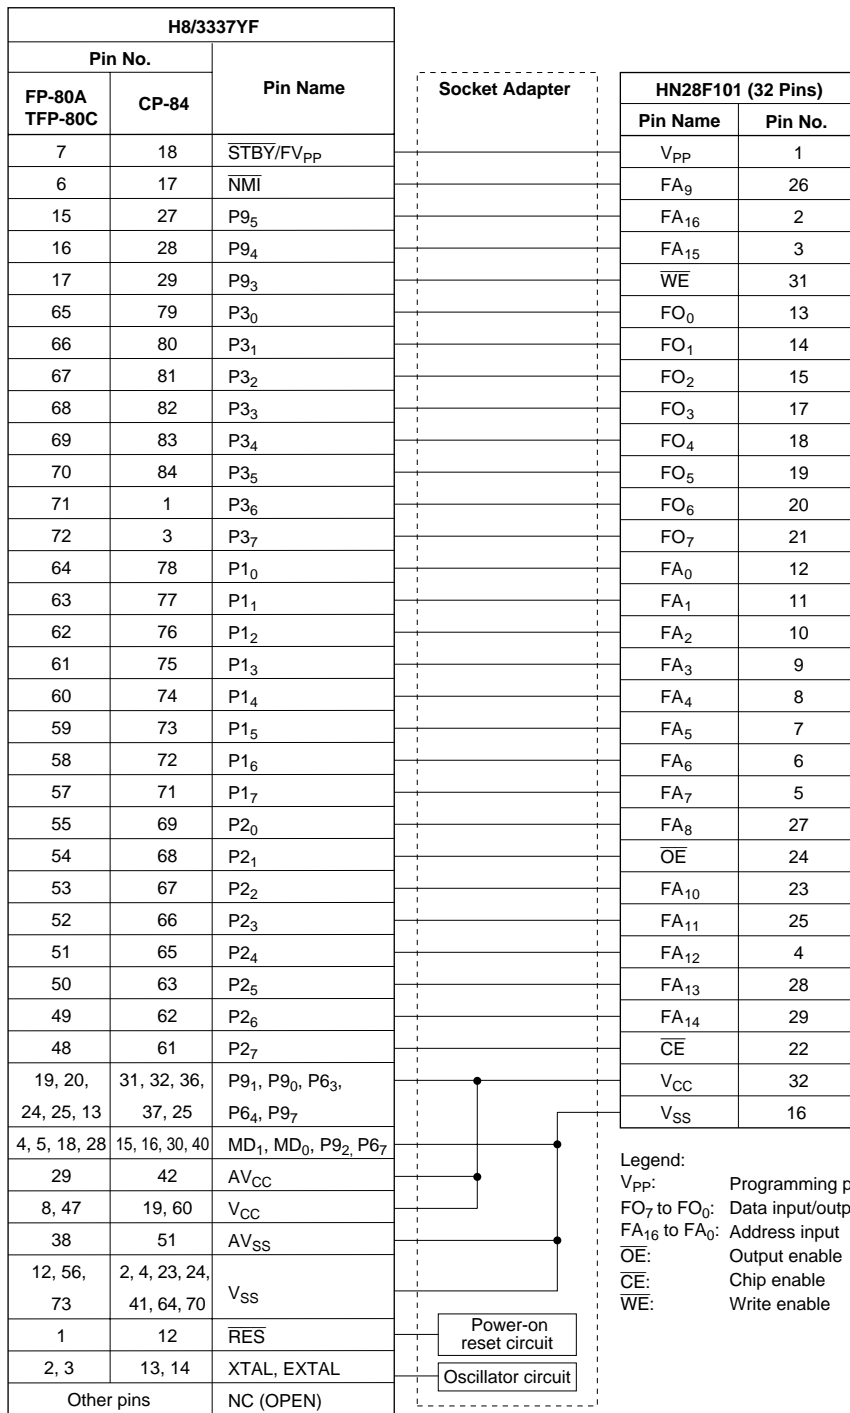 H8/3337YF
Pin No.
Pin Name
FP-80A
TFP-80C
CP-84
Socket Adapter
HN28F101 (32 Pins)
Pin Name Pin No.
7 18 S̅T̅B̅Y̅/FVPP VPP 1
6 17 N̅M̅I̅ FA9 26
15 27 P95 FA16 2
16 28 P94 FA15 3
17 29 P93 W̅E̅ 31
65 79 P30 FO0 13
66 80 P31 FO1 14
67 81 P32 FO2 15
68 82 P33 FO3 17
69 83 P34 FO4 18
70 84 P35 FO5 19
71 1 P36 FO6 20
72 3 P37 FO7 21
64 78 P10 FA0 12
63 77 P11 FA1 11
62 76 P12 FA2 10
61 75 P13 FA3 9
60 74 P14 FA4 8
59 73 P15 FA5 7
58 72 P16 FA6 6
57 71 P17 FA7 5
55 69 P20 FA8 27
54 68 P21 O̅E̅ 24
53 67 P22 FA10 23
52 66 P23 FA11 25
51 65 P24 FA12 4
50 63 P25 FA13 28
49 62 P26 FA14 29
48 61 P27 C̅E̅ 22
19, 20, 31, 32, 36, P91, P90, P63, VCC 32
24, 25, 13 37, 25 P64, P97 VSS 16
4, 5, 18, 28 15, 16, 30, 40 MD1, MD0, P92, P67
29 42 AVCC
8, 47 19, 60 VCC
38 51 AVSS
12, 56, 2, 4, 23, 24,
73 41, 64, 70 VSS
1 12 R̅E̅S̅ Power-on
reset circuit
2, 3 13, 14 XTAL, EXTAL Oscillator circuit
Other pins NC (OPEN)
Legend:
VPP: Programming p
FO7 to FO0: Data input/outp
FA16 to FA0: Address input
O̅E̅: Output enable
C̅E̅: Chip enable
W̅E̅: Write enable